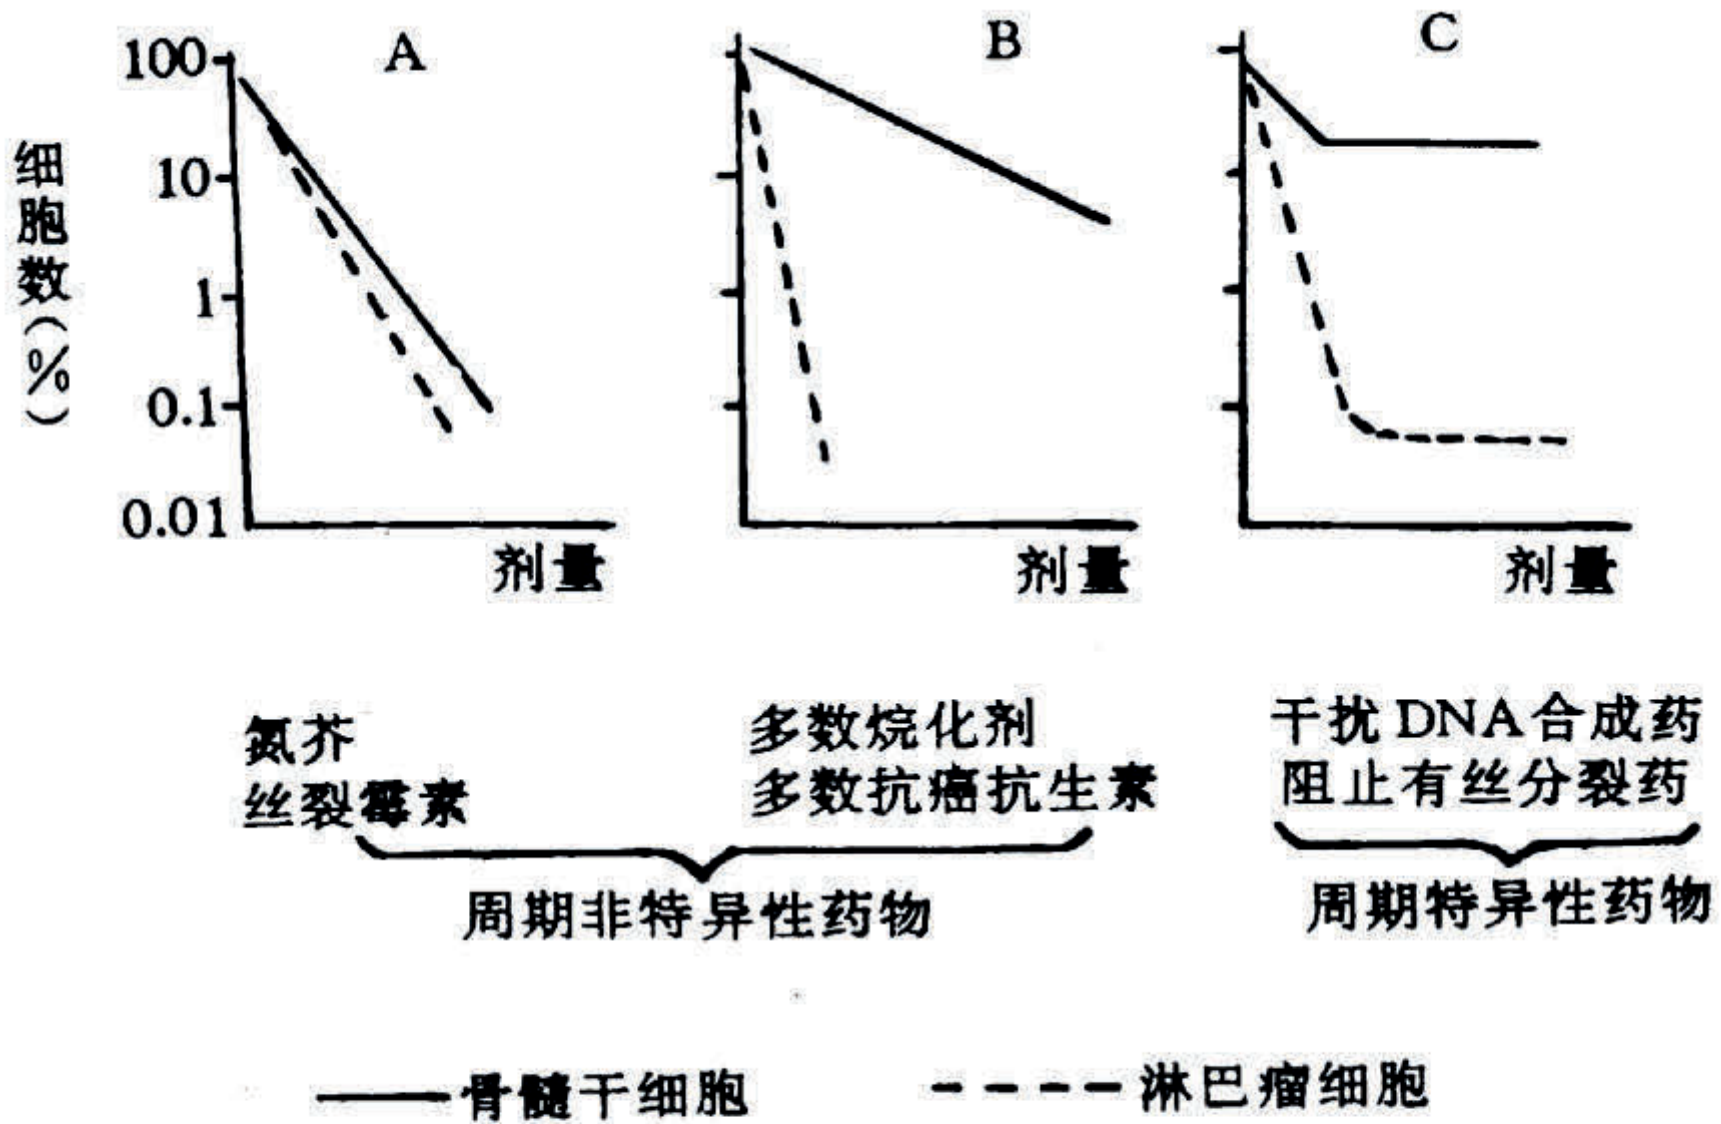 A
B
C
100
10
1
0.1
0.01
细胞数(%)
剂量
剂量
剂量
氮芥
丝裂霉素
多数烷化剂
多数抗癌抗生素
干扰 DNA 合成药
阻止有丝分裂药
周期非特异性药物
周期特异性药物
骨髓干细胞
淋巴瘤细胞